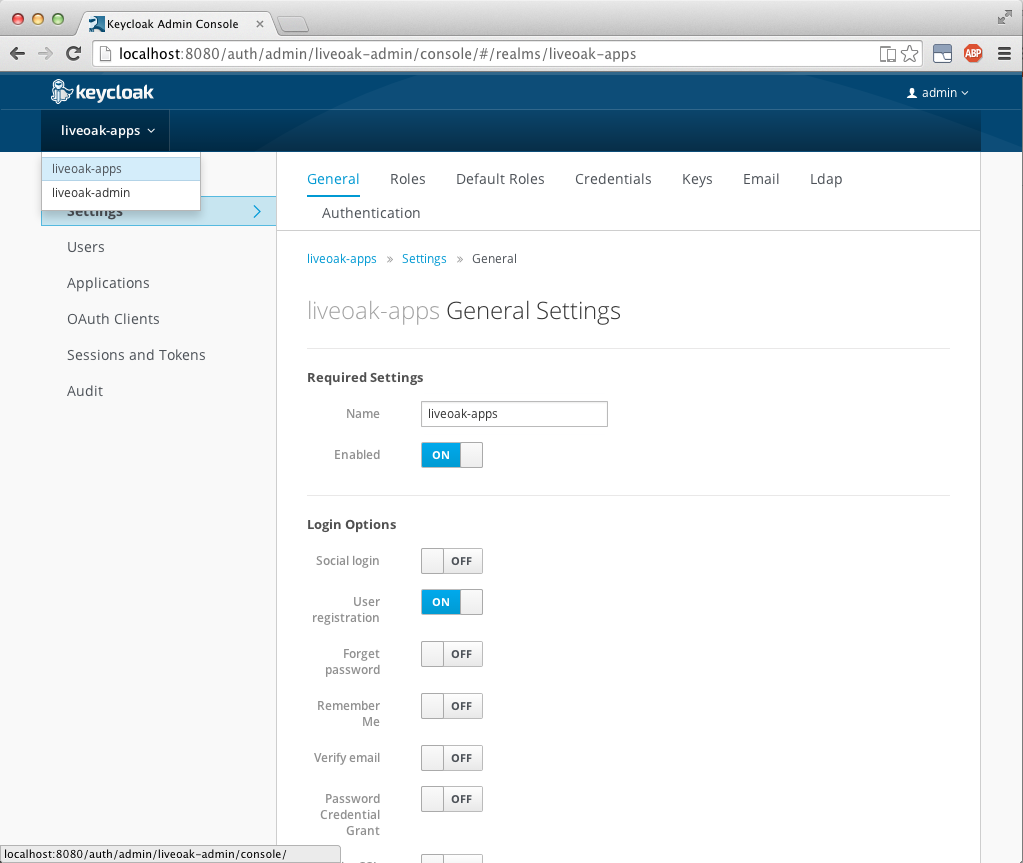 Keycloak Admin Console
localhost:8080/auth/admin/liveoak-admin/console/#/realms/liveoak-apps
ABP
keycloak
admin
liveoak-apps
liveoak-apps
liveoak-admin
Settings
Users
Applications
OAuth Clients
Sessions and Tokens
Audit
General Roles Default Roles Credentials Keys Email Ldap
Authentication
liveoak-apps » Settings » General
liveoak-apps General Settings
Required Settings
Name liveoak-apps
Enabled ON
Login Options
Social login OFF
User
registration ON
Forget
password OFF
Remember
Me OFF
Verify email OFF
Password
Credential
Grant OFF
localhost:8080/auth/admin/liveoak-admin/console/